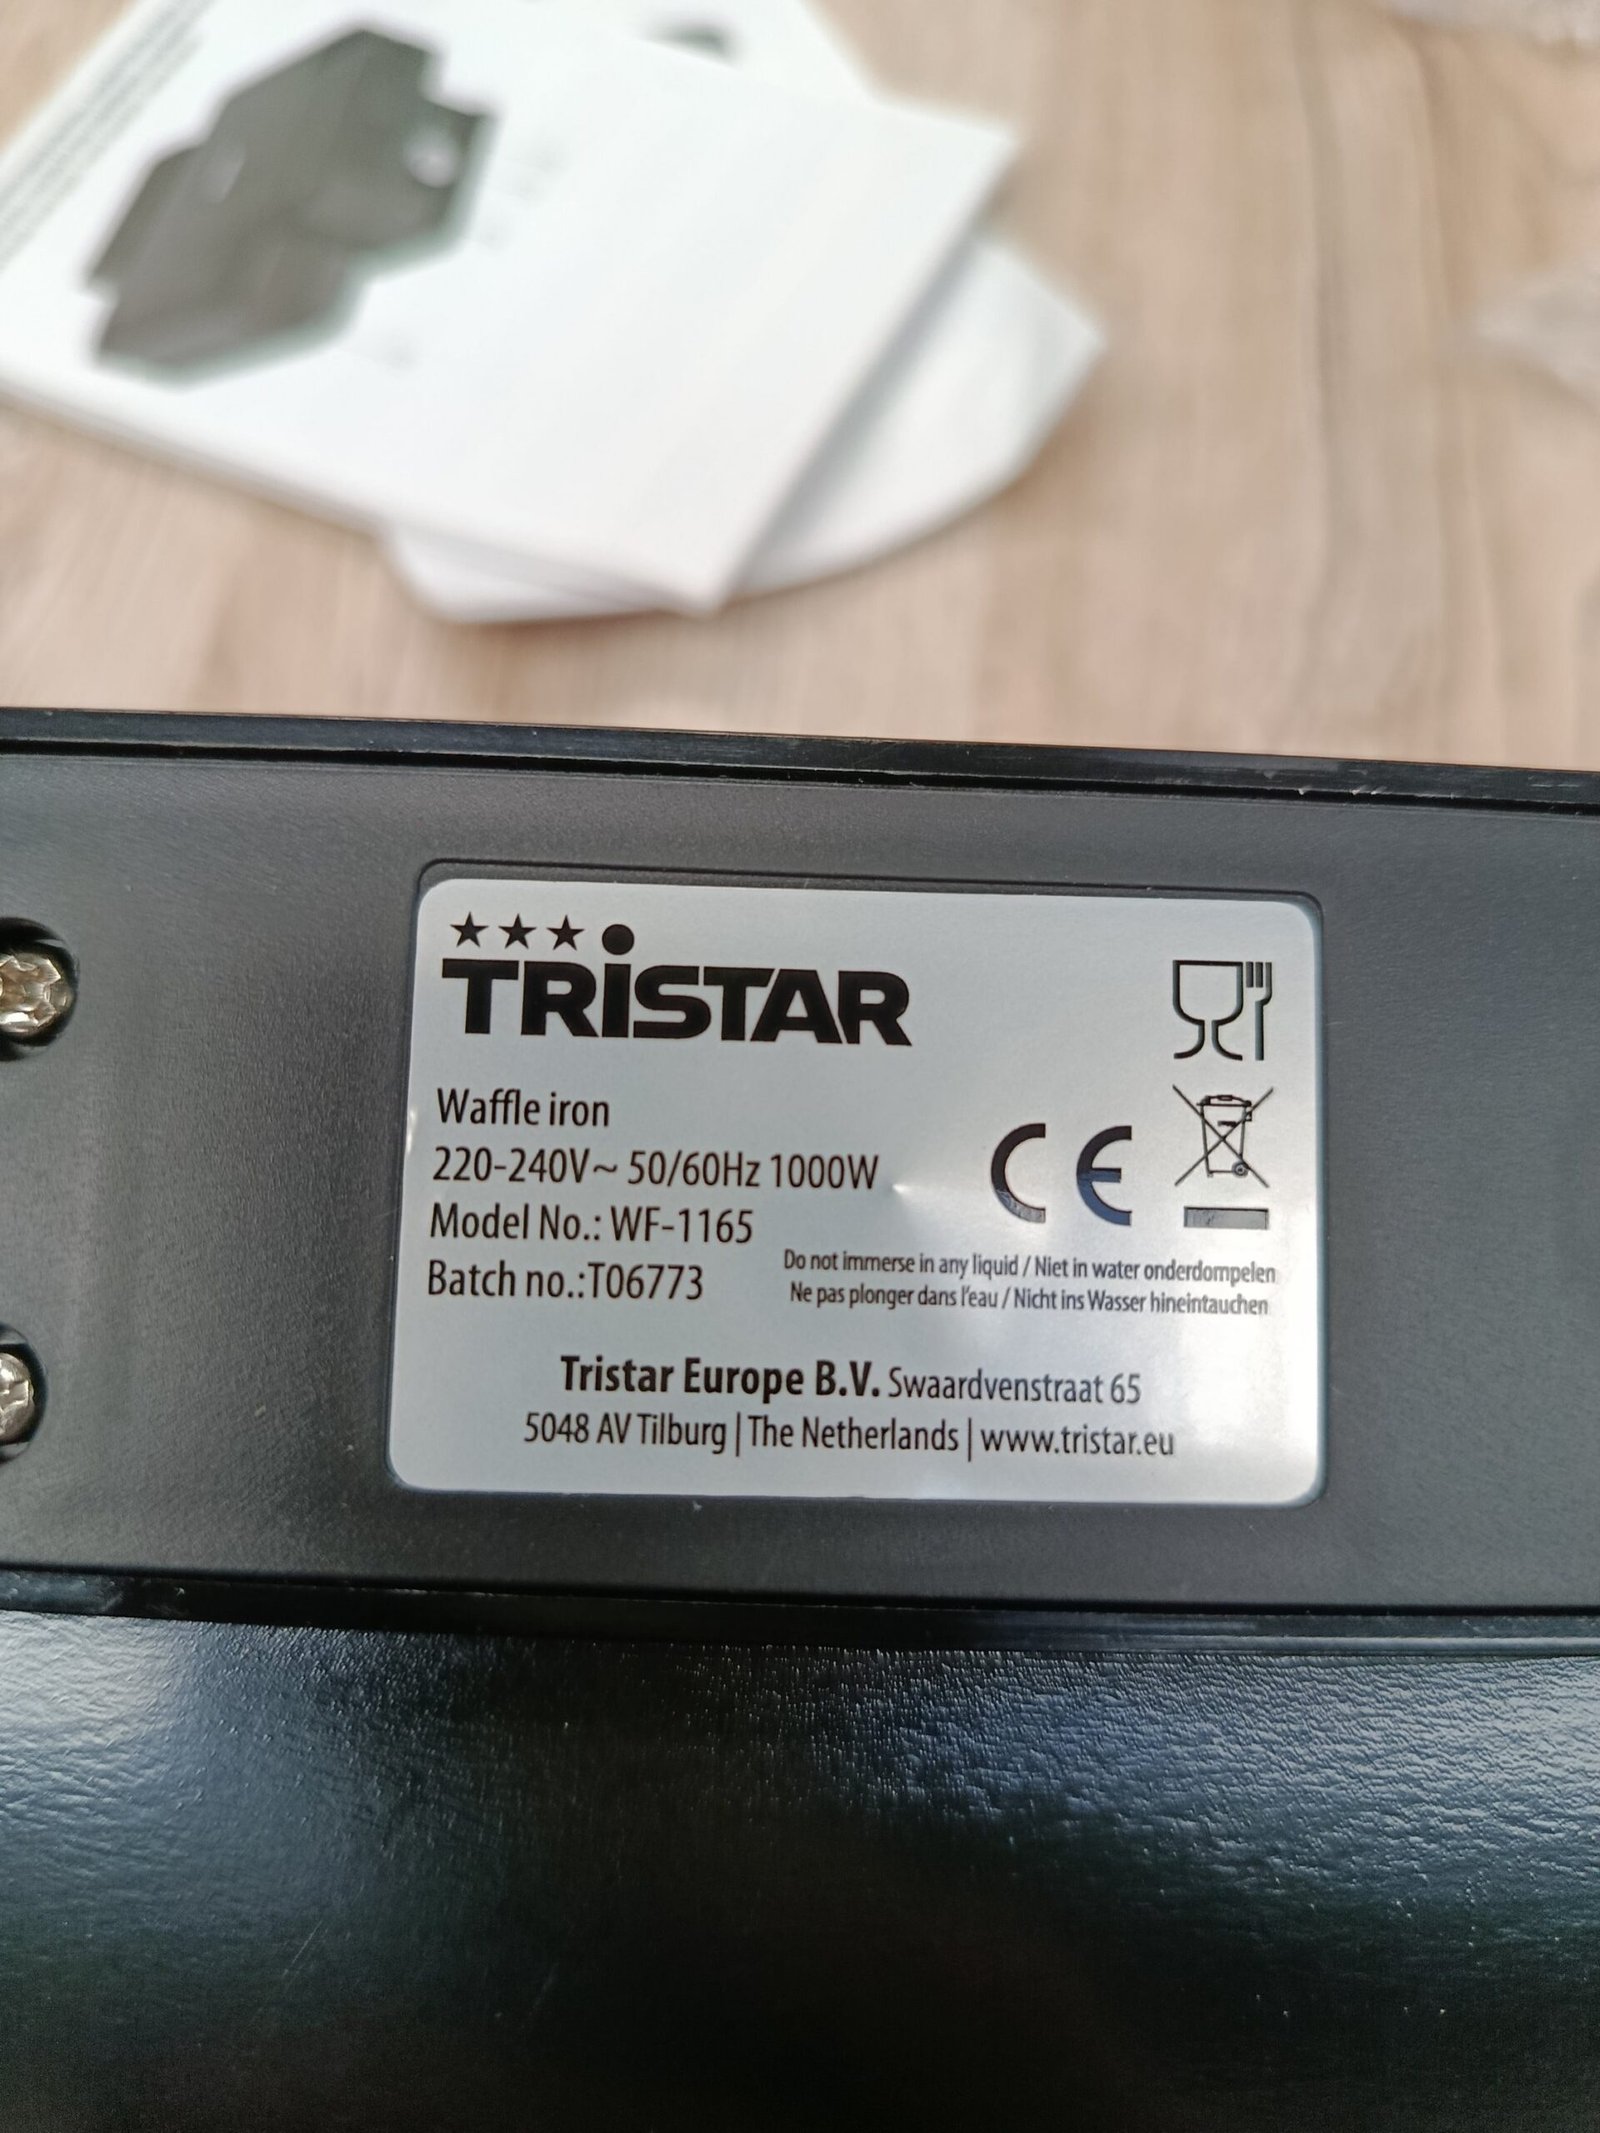 TRiSTAR
Waffle iron
220-240V~ 50/60Hz 1000W
Model No.: WF-1165
Batch no.:T06773
CE
Do not immerse in any liquid / Niet in water onderdompelen
Ne pas plonger dans l'eau / Nicht ins Wasser hineintauchen
Tristar Europe B.V. Swaardvenstraat 65
5048 AV Tilburg | The Netherlands | www.tristar.eu